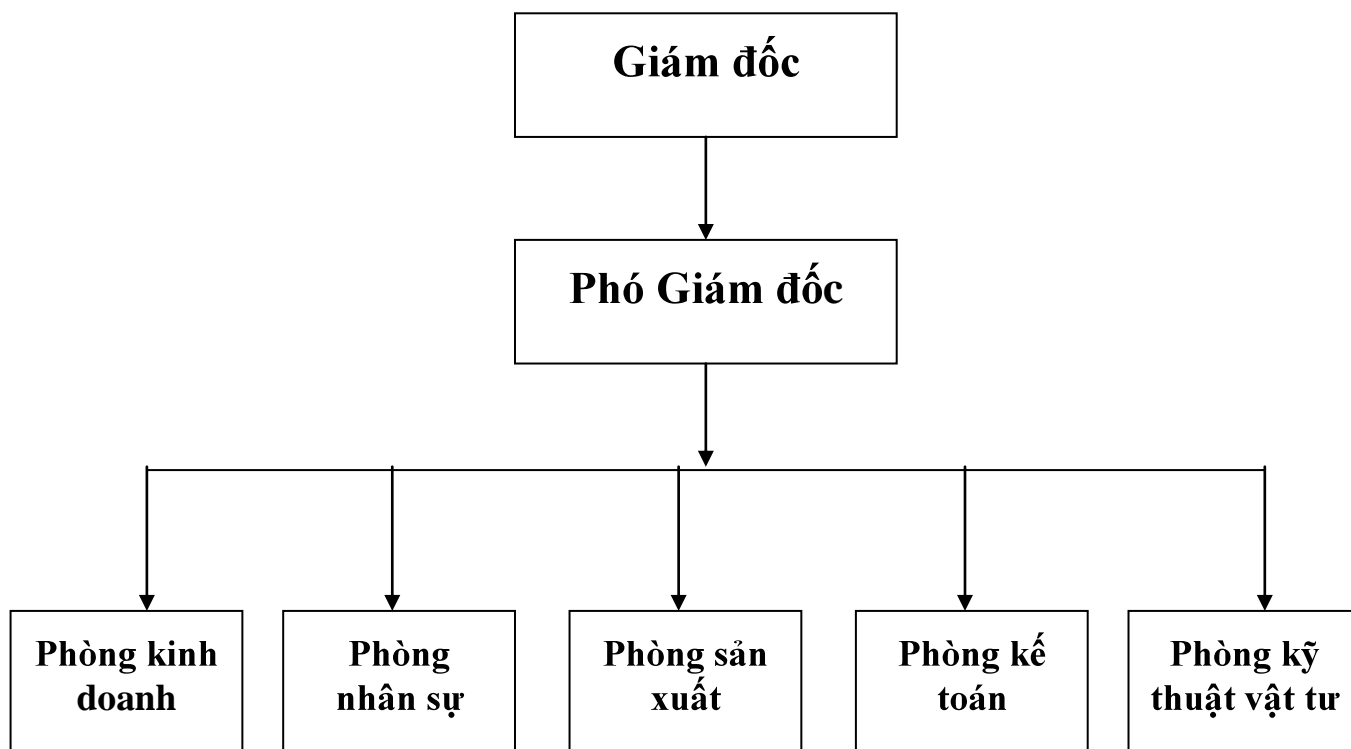 Giám đốc
Phó Giám đốc
Phòng kinh
doanh
Phòng
nhân sự
Phòng sản
xuất
Phòng kế
toán
Phòng kỹ
thuật vật tư